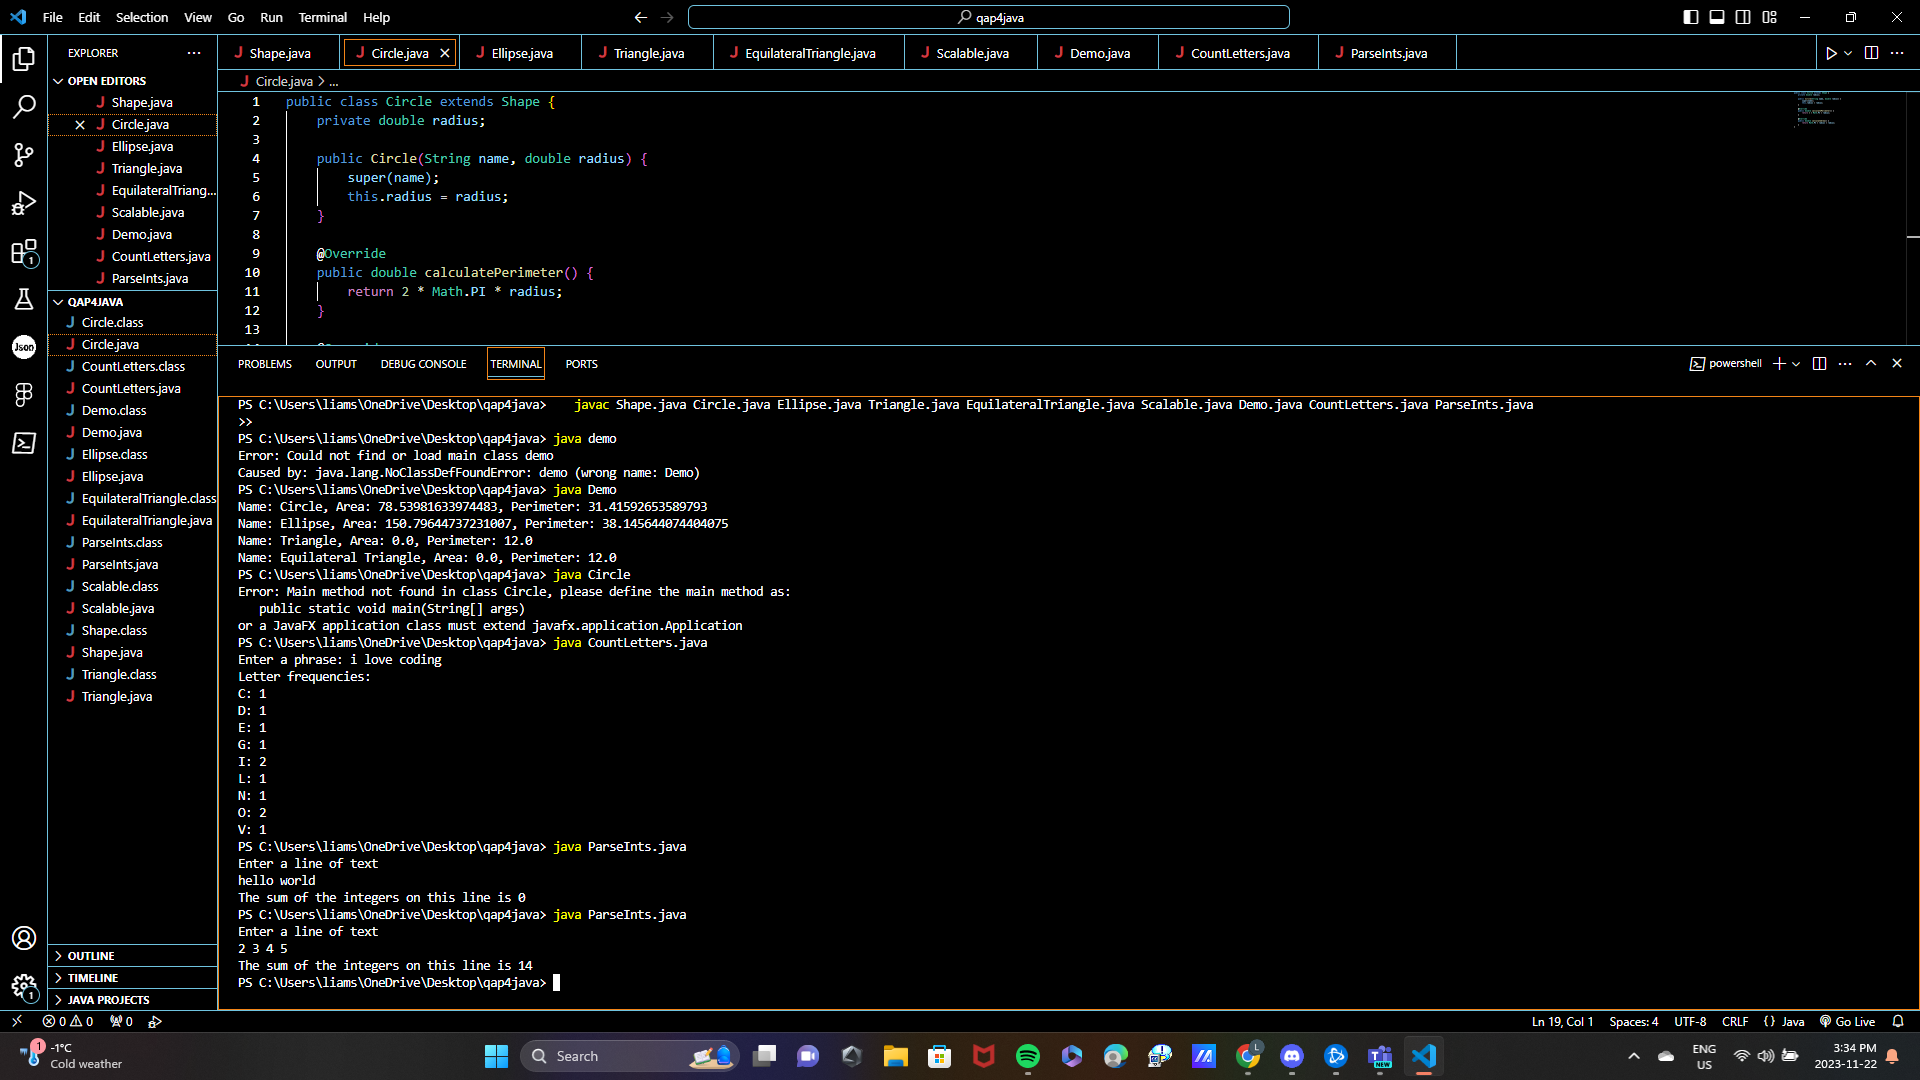 File Edit Selection View Go Run Terminal Help
qap4java
EXPLORER
OPEN EDITORS
Shape.java
Circle.java
Ellipse.java
Triangle.java
EquilateralTriang...
Scalable.java
Demo.java
CountLetters.java
ParseInts.java
QAP4JAVA
Circle.class
Circle.java
CountLetters.class
CountLetters.java
Demo.class
Demo.java
Ellipse.class
Ellipse.java
EquilateralTriangle.class
EquilateralTriangle.java
ParseInts.class
ParseInts.java
Scalable.class
Scalable.java
Shape.class
Shape.java
Triangle.class
Triangle.java
OUTLINE
TIMELINE
JAVA PROJECTS
Json
1
1
Shape.java Circle.java Ellipse.java Triangle.java EquilateralTriangle.java Scalable.java Demo.java CountLetters.java ParseInts.java
Circle.java > ...
1 public class Circle extends Shape {
2 private double radius;
3
4 public Circle(String name, double radius) {
5 super(name);
6 this.radius = radius;
7 }
8
9 @Override
10 public double calculatePerimeter() {
11 return 2 * Math.PI * radius;
12 }
13
PROBLEMS OUTPUT DEBUG CONSOLE TERMINAL PORTS
powershell
PS C:\Users\liams\OneDrive\Desktop\qap4java> javac Shape.java Circle.java Ellipse.java Triangle.java EquilateralTriangle.java Scalable.java Demo.java CountLetters.java ParseInts.java
>>
PS C:\Users\liams\OneDrive\Desktop\qap4java> java demo
Error: Could not find or load main class demo
Caused by: java.lang.NoClassDefFoundError: demo (wrong name: Demo)
PS C:\Users\liams\OneDrive\Desktop\qap4java> java Demo
Name: Circle, Area: 78.53981633974483, Perimeter: 31.41592653589793
Name: Ellipse, Area: 150.79644737231007, Perimeter: 38.145644074404075
Name: Triangle, Area: 0.0, Perimeter: 12.0
Name: Equilateral Triangle, Area: 0.0, Perimeter: 12.0
PS C:\Users\liams\OneDrive\Desktop\qap4java> java Circle
Error: Main method not found in class Circle, please define the main method as:
public static void main(String[] args)
or a JavaFX application class must extend javafx.application.Application
PS C:\Users\liams\OneDrive\Desktop\qap4java> java CountLetters.java
Enter a phrase: i love coding
Letter frequencies:
C: 1
D: 1
E: 1
G: 1
I: 2
L: 1
N: 1
O: 2
V: 1
PS C:\Users\liams\OneDrive\Desktop\qap4java> java ParseInts.java
Enter a line of text
hello world
The sum of the integers on this line is 0
PS C:\Users\liams\OneDrive\Desktop\qap4java> java ParseInts.java
Enter a line of text
2 3 4 5
The sum of the integers on this line is 14
PS C:\Users\liams\OneDrive\Desktop\qap4java>
0 0 0
Ln 19, Col 1 Spaces: 4 UTF-8 CRLF {} Java Go Live
1
-1°C
Cold weather
Search
L
NEW
ENG
US
3:34 PM
2023-11-22